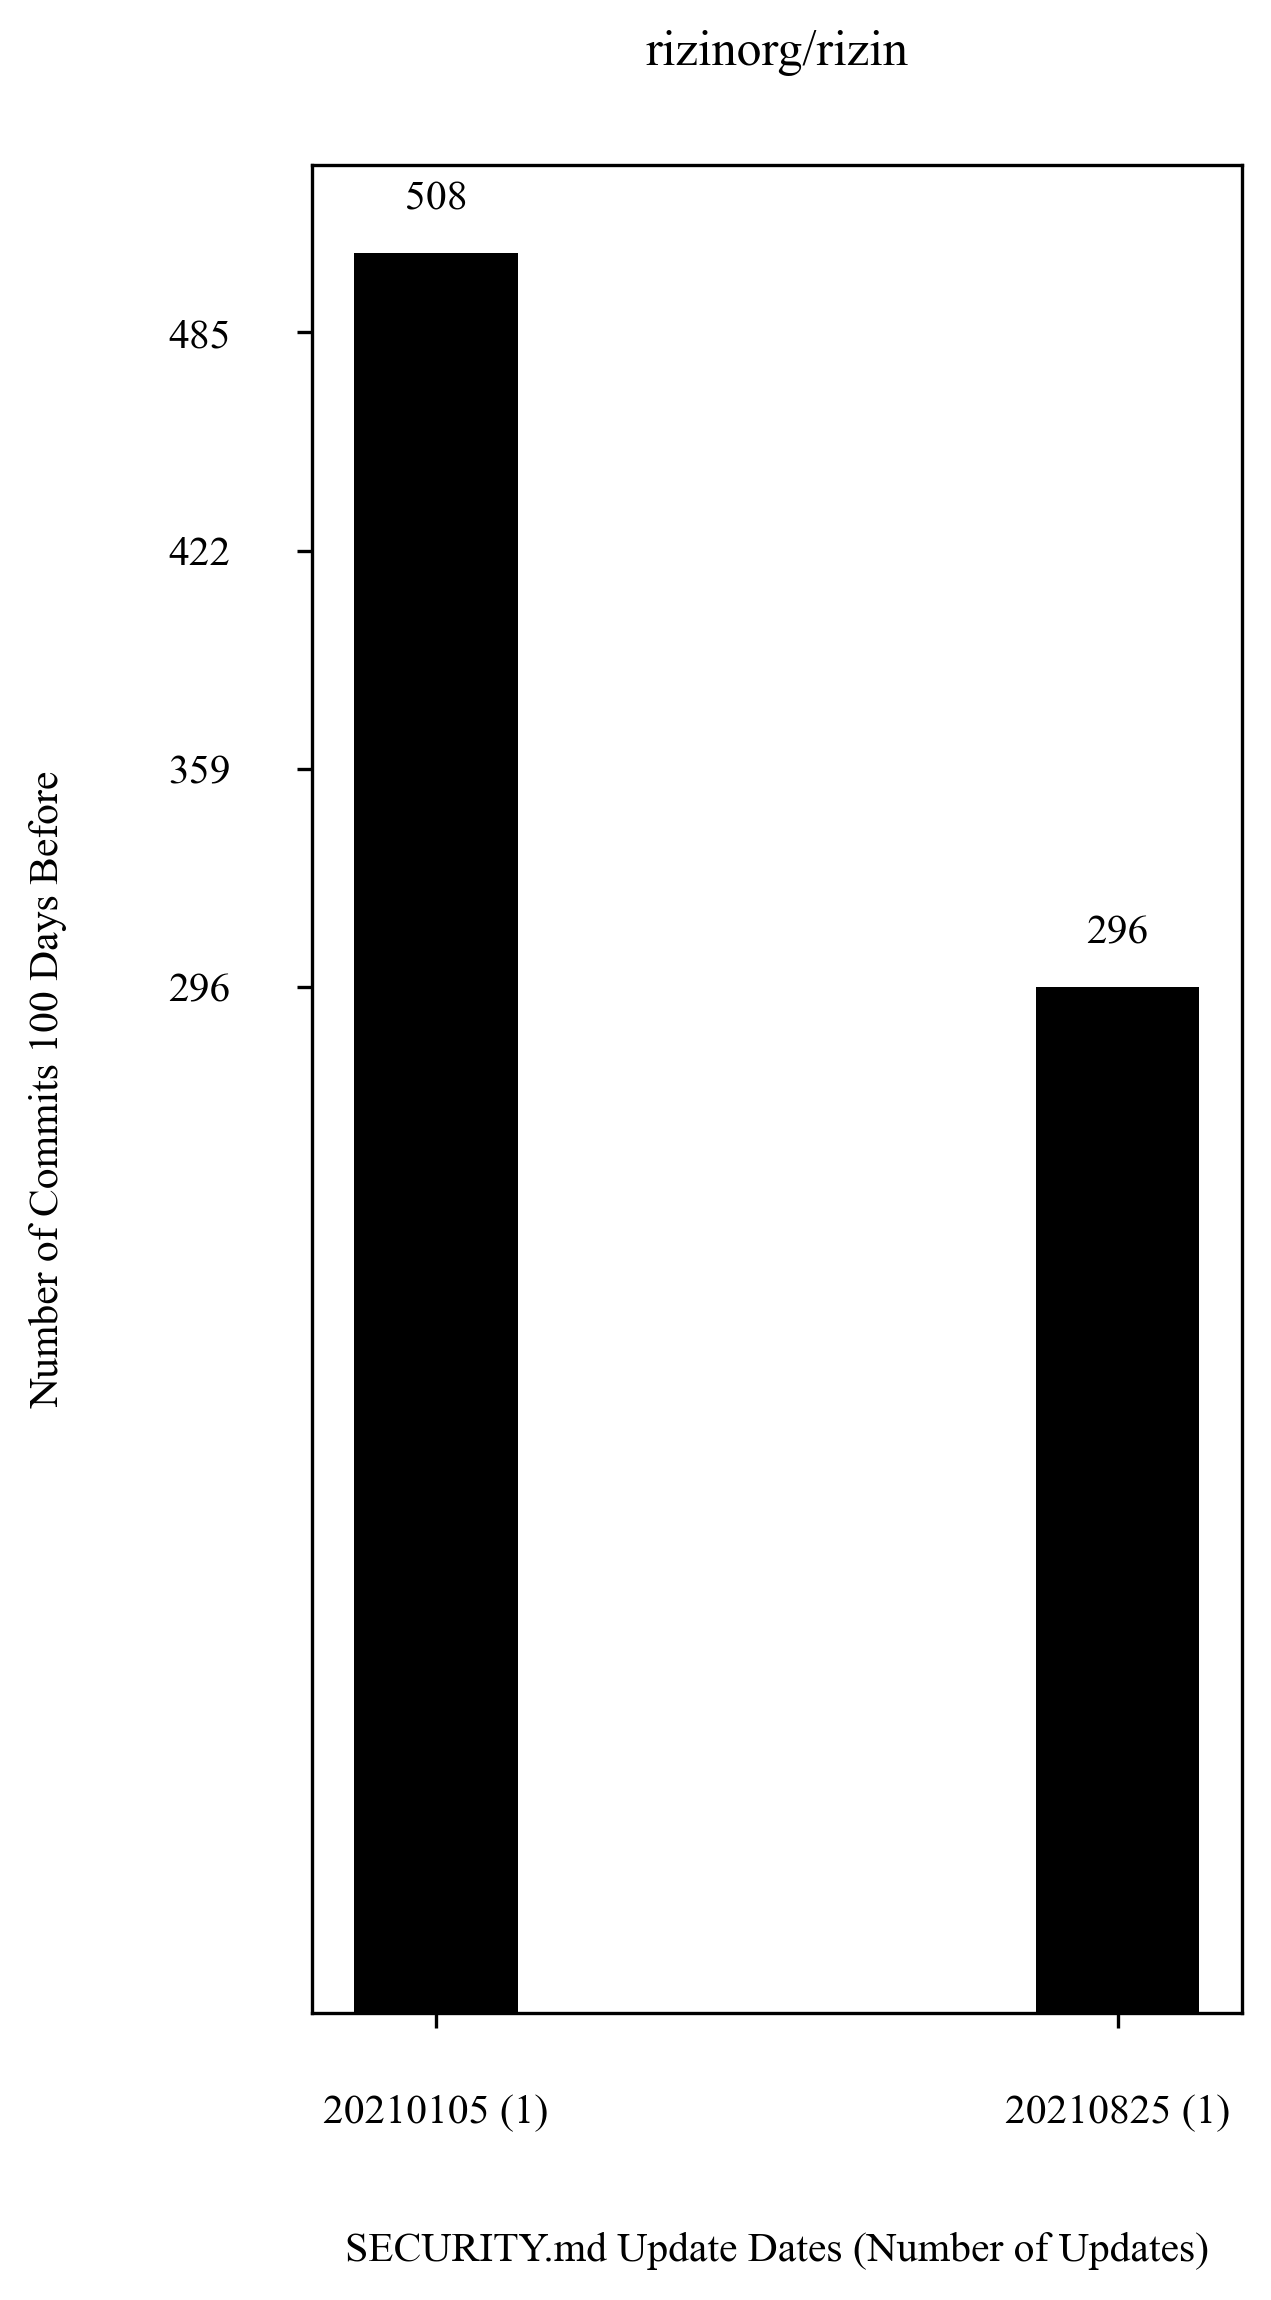 rizinorg/rizin
508
485
422
359
296
296
Number of Commits 100 Days Before
20210105 (1)
20210825 (1)
SECURITY.md Update Dates (Number of Updates)